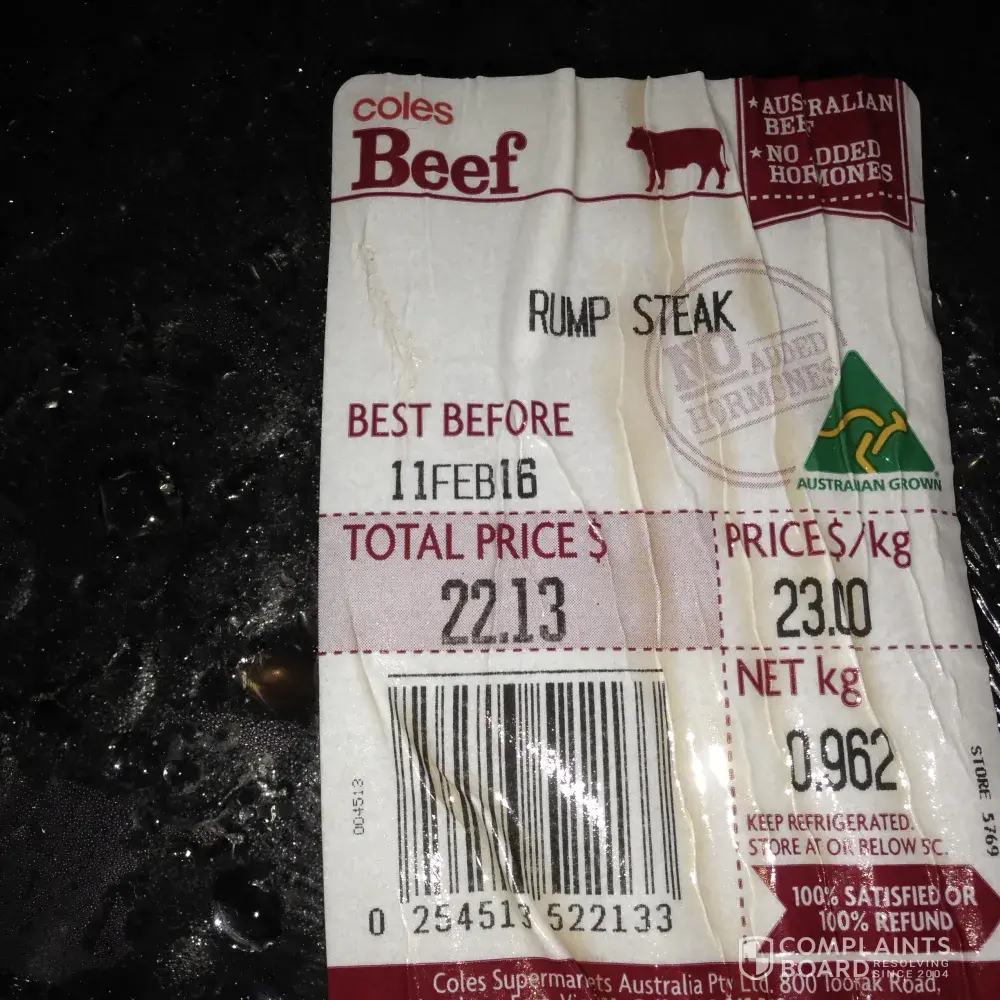 coles
Beef
★ AUSTRALIAN
BEEF
★ NO ADDED
HORMONES
RUMP STEAK
NO ADDED
HORMONES
BEST BEFORE
11FEB16
AUSTRALIAN GROWN
TOTAL PRICE $
22.13
PRICE $/kg
23.00
NET kg
0.962
004513
STORE 5769
KEEP REFRIGERATED.
STORE AT OR BELOW 5C.
0 254513 522133
100% SATISFIED OR
100% REFUND
COMPLAINTS
BOARD RESOLVING
SINCE 2004
Coles Supermarkets Australia Pty Ltd. 800 Toorak Road,